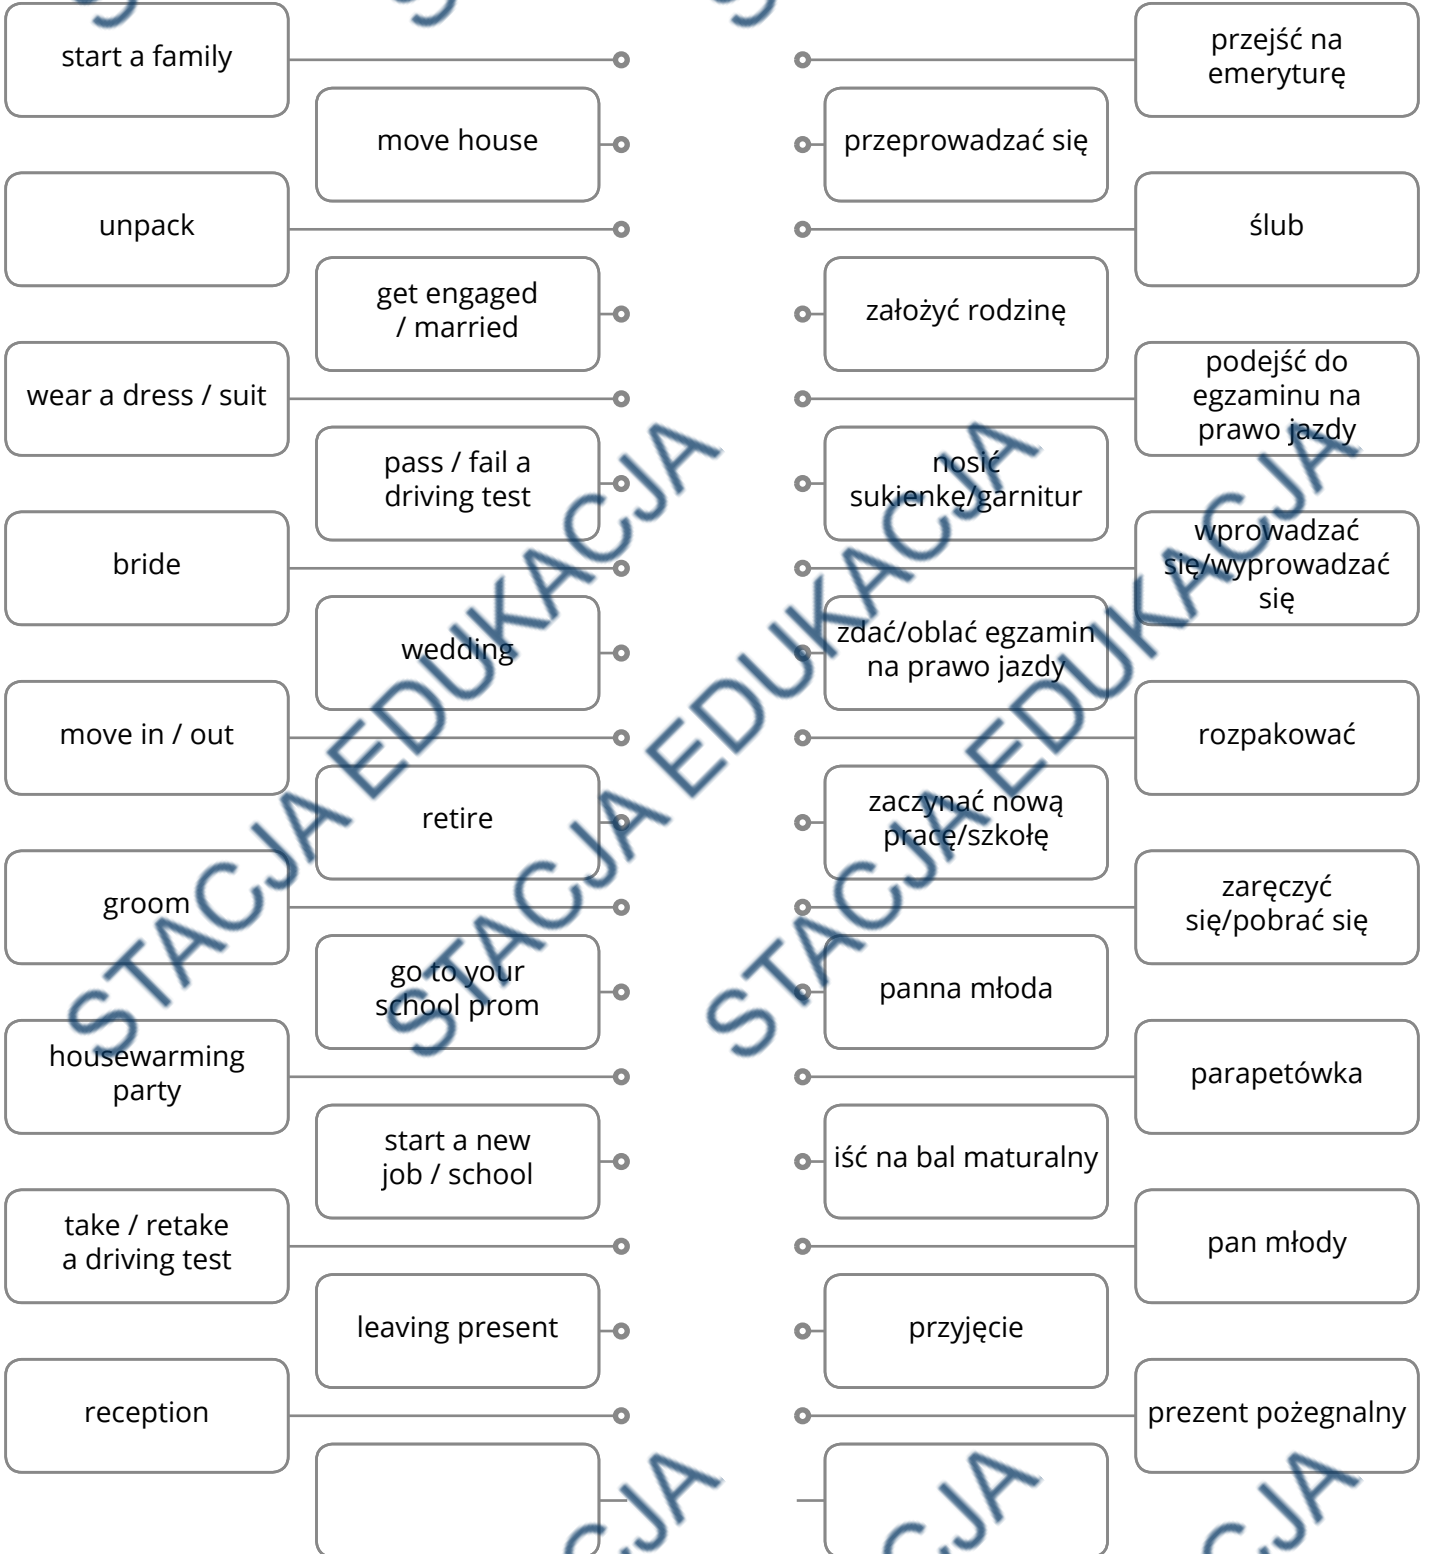 start a family
przejść na
emeryturę
move house
przeprowadzać się
unpack
ślub
get engaged
/ married
założyć rodzinę
wear a dress / suit
podejść do
egzaminu na
prawo jazdy
pass / fail a
driving test
nosić
sukienkę/garnitur
bride
wprowadzać
się/wyprowadzać
się
wedding
zdać/oblać egzamin
na prawo jazdy
move in / out
rozpakować
retire
zaczynać nową
pracę/szkołę
groom
zaręczyć
się/pobrać się
go to your
school prom
panna młoda
housewarming
party
parapetówka
start a new
job / school
iść na bal maturalny
take / retake
a driving test
pan młody
leaving present
przyjęcie
reception
prezent pożegnalny
STACJA EDUKACJA
STACJA EDUKACJA
STACJA EDUKACJA
CJA
CJA
CJA